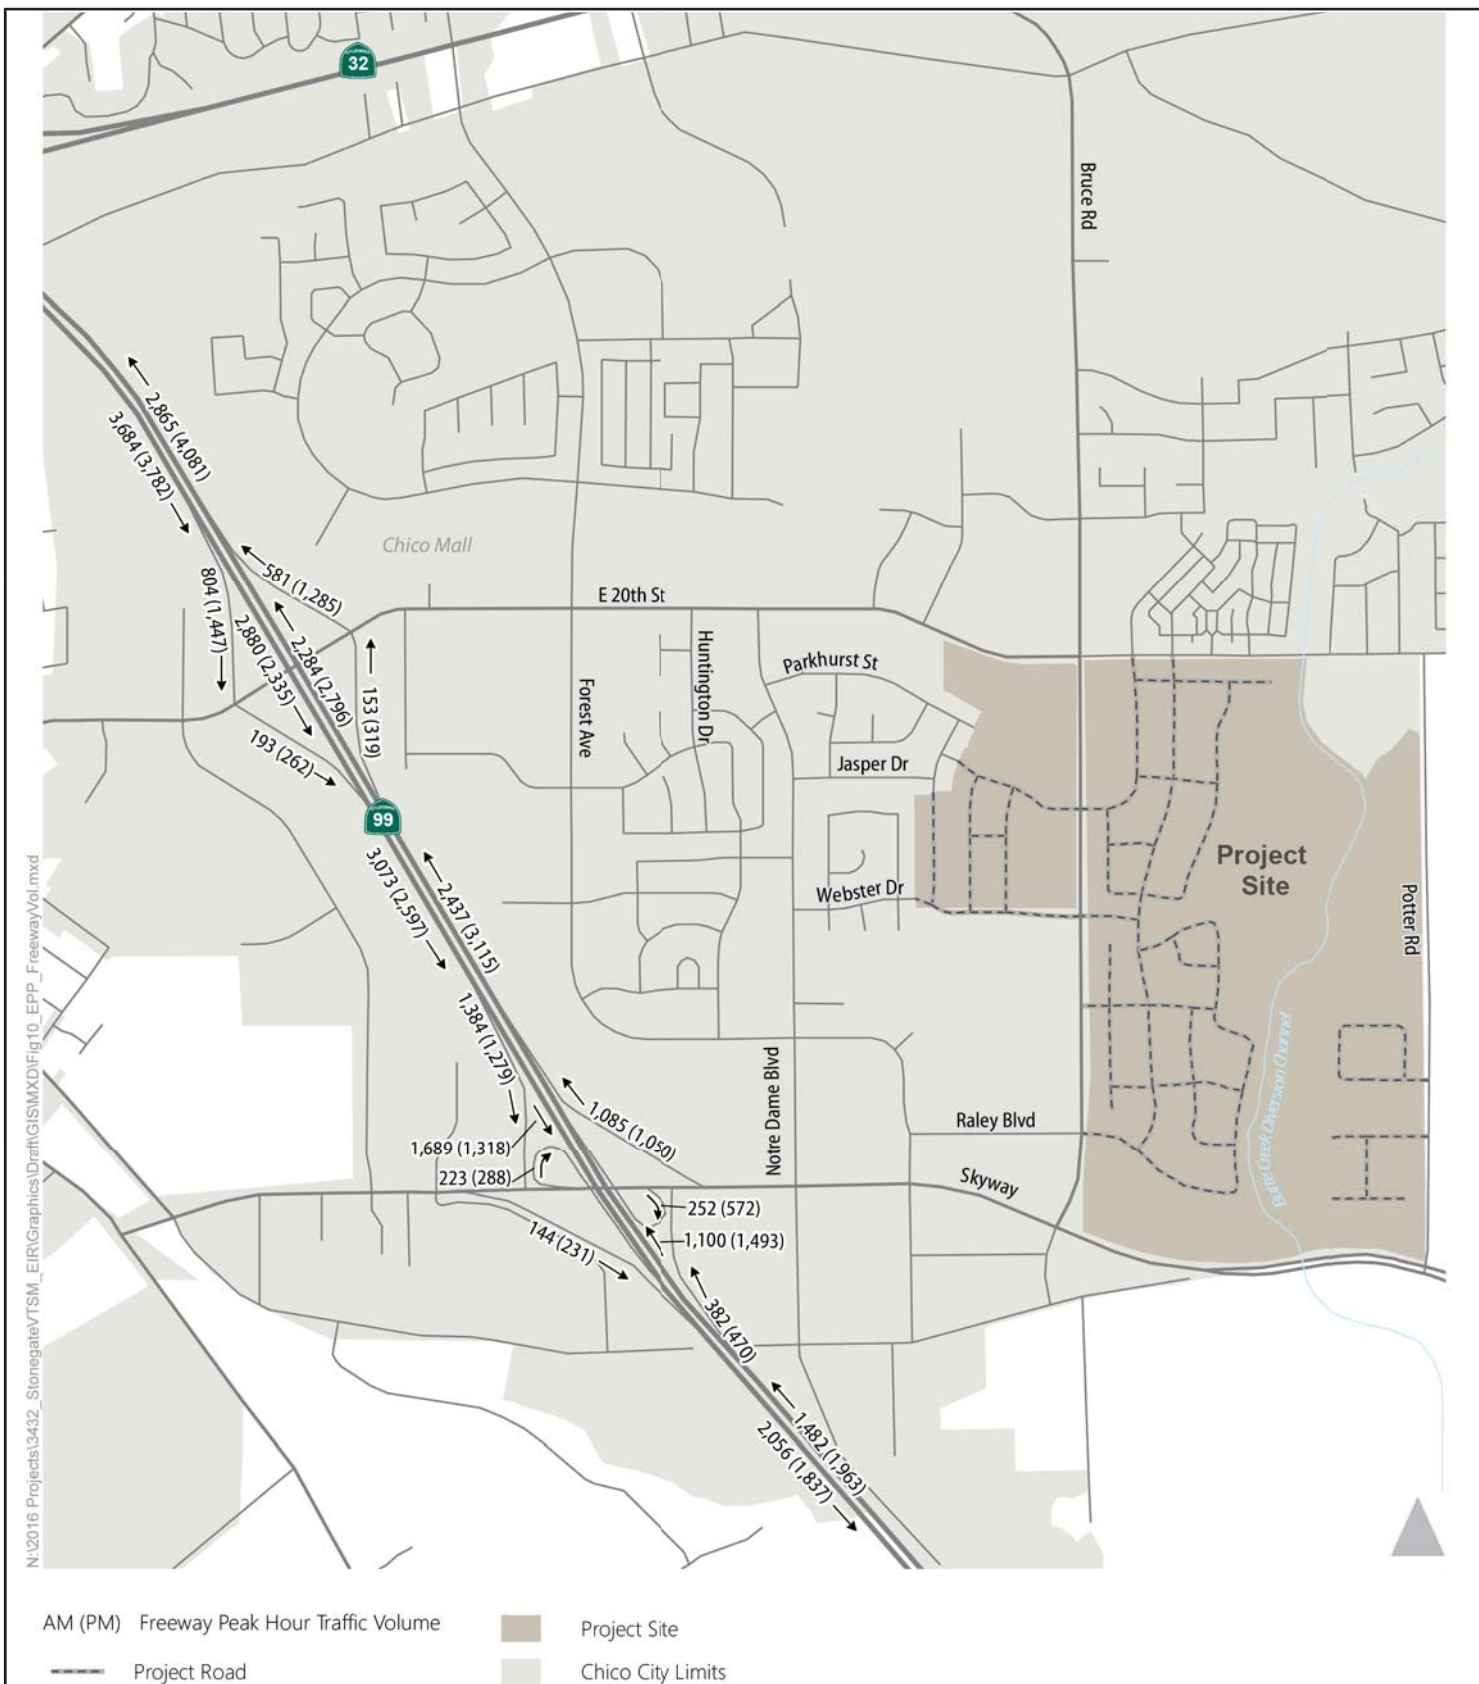 32
Bruce Rd
2,865 (4,081)
3,684 (3,782)
Chico Mall
581 (1,285)
804 (1,447)
E 20th St
2,880 (2,335)
2,284 (2,796)
Huntington Dr
Parkhurst St
153 (319)
Forest Ave
193 (262)
Jasper Dr
99
Project
Site
3,073 (2,597)
2,437 (3,115)
Webster Dr
Potter Rd
1,384 (1,279)
Notre Dame Blvd
Butte Creek Diversion Channel
1,085 (1,050)
Raley Blvd
1,689 (1,318)
223 (288)
Skyway
252 (572)
144 (231)
1,100 (1,493)
382 (470)
1,482 (1,963)
2,056 (1,837)
N:\2016 Projects\3432_StonegateVTSM_EIR\Graphics\Draft\GIS\MXD\Fig10_EPP_FreewayVol.mxd
AM (PM) Freeway Peak Hour Traffic Volume
Project Site
Project Road
Chico City Limits